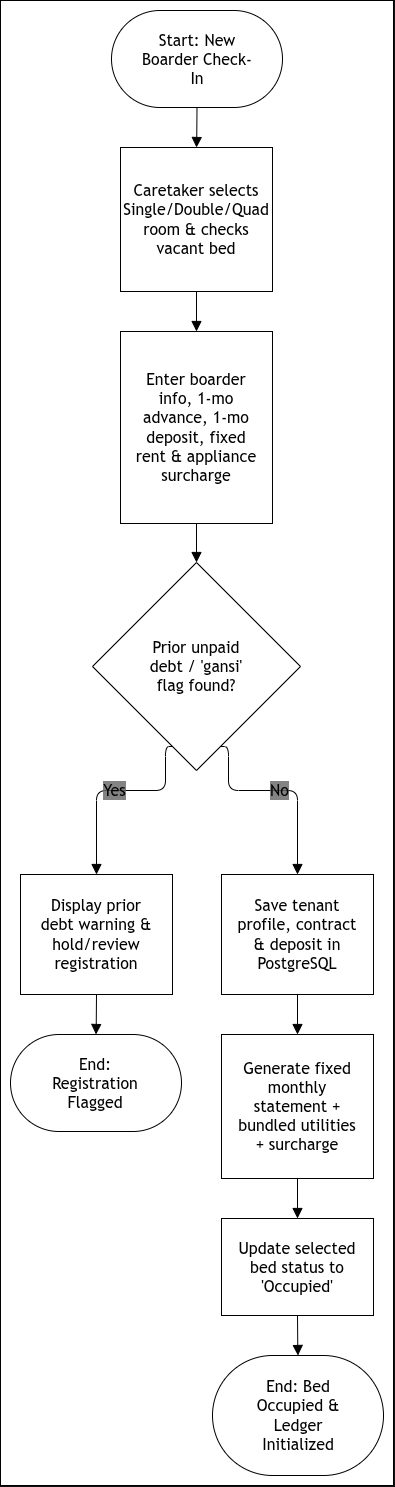 Start: New
Boarder Check-
In
Caretaker selects
Single/Double/Quad
room & checks
vacant bed
Enter boarder
info, 1-mo
advance, 1-mo
deposit, fixed
rent & appliance
surcharge
Prior unpaid
debt / 'gansi'
flag found?
Yes
No
Display prior
debt warning &
hold/review
registration
Save tenant
profile, contract
& deposit in
PostgreSQL
End:
Registration
Flagged
Generate fixed
monthly
statement +
bundled utilities
+ surcharge
Update selected
bed status to
'Occupied'
End: Bed
Occupied &
Ledger
Initialized